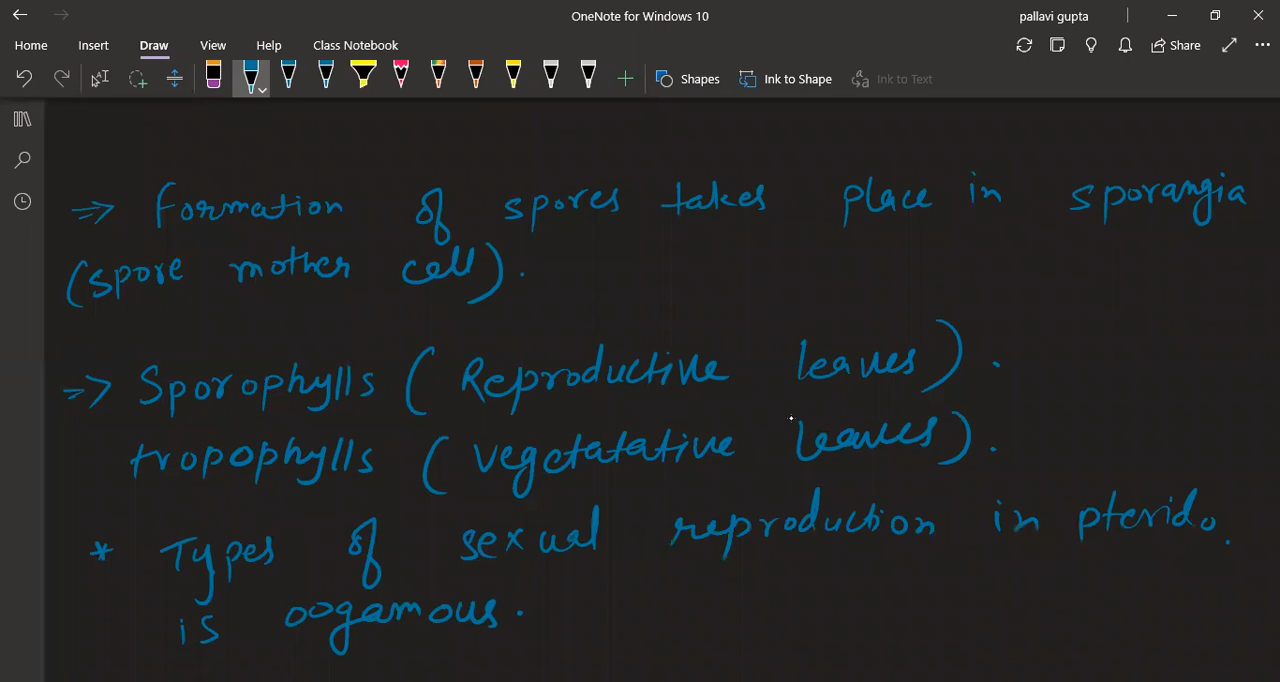 OneNote for Windows 10
pallavi gupta
Home Insert Draw View Help Class Notebook
Share
Shapes Ink to Shape Ink to Text
=> Formation of spores takes place in sporangia
(spore mother cell).
=> Sporophylls (Reproductive leaves).
tropophylls (vegetatative leaves).
* Types of sexual reproduction in pterido.
is oogamous.